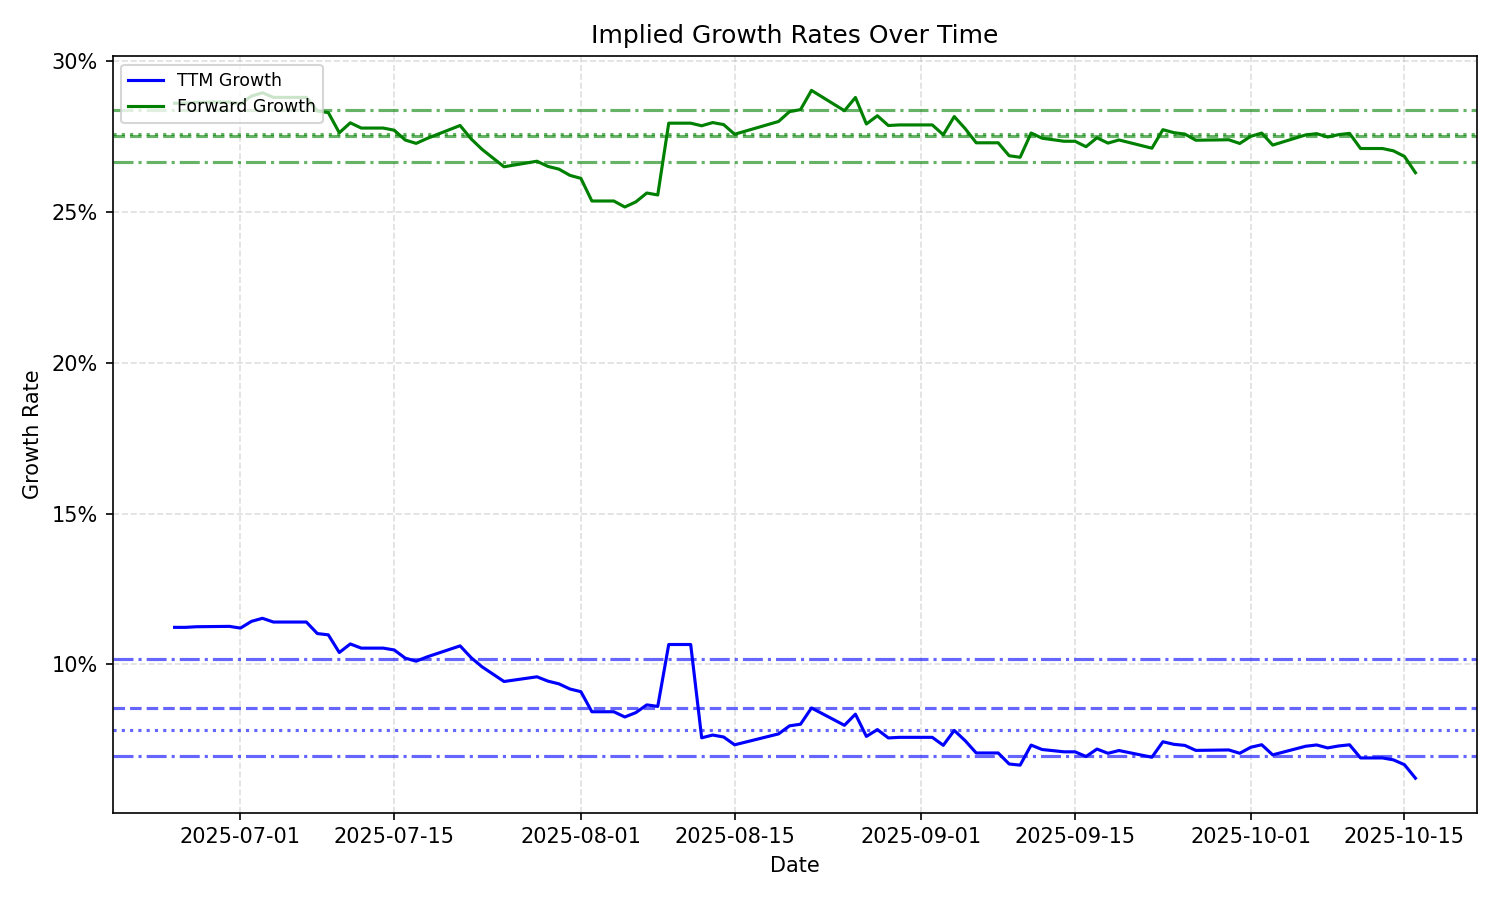 Implied Growth Rates Over Time
30%
25%
20%
15%
10%
Growth Rate
TTM Growth
Forward Growth
2025-07-01 2025-07-15 2025-08-01 2025-08-15 2025-09-01 2025-09-15 2025-10-01 2025-10-15
Date